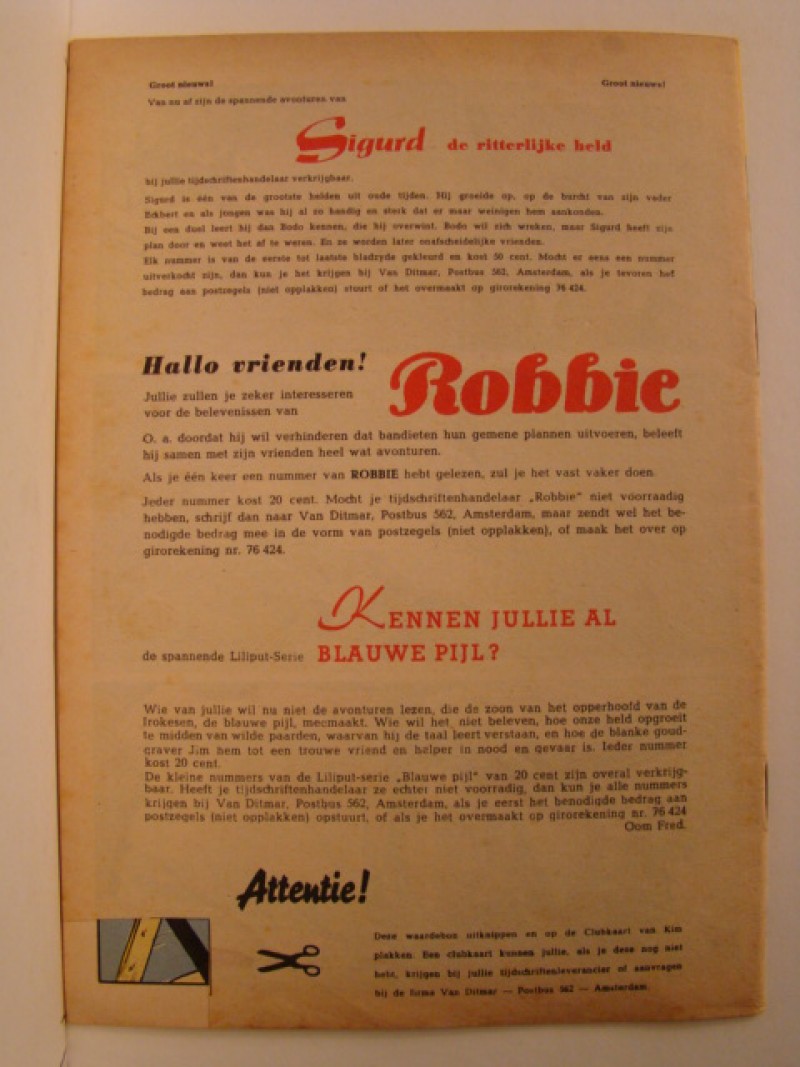 Groot nieuws! Groot nieuws!
Van nu af zijn de spannende avonturen van
Sigurd de ritterlijke held
bij jullie tijdschriftenhandelaar verkrijgbaar.
Sigurd is één van de grootste helden uit oude tijden. Hij groeide op, op de burcht van zijn vader
Eckbert en als jongen was hij al zo handig en sterk dat er maar weinigen hem aankonden.
Bij een duel leert hij dan Bodo kennen, die hij overwint. Bodo wil zich wreken, maar Sigurd heeft zijn
plan door en weet het af te weren. En ze worden later onafscheidelijke vrienden.
Elk nummer is van de eerste tot laatste bladzyde gekleurd en kost 50 cent. Mocht er eens een nummer
uitverkocht zijn, dan kun je het krijgen bij Van Ditmar, Postbus 562, Amsterdam, als je tevoren het
bedrag aan postzegels (niet opplakken) stuurt of het overmaakt op girorekening 76 424.
Hallo vrienden!
Robbie
Jullie zullen je zeker interesseren
voor de belevenissen van
O. a. doordat hij wil verhinderen dat bandieten hun gemene plannen uitvoeren, beleeft
hij samen met zijn vrienden heel wat avonturen.
Als je één keer een nummer van ROBBIE hebt gelezen, zul je het vast vaker doen.
Jeder nummer kost 20 cent. Mocht je tijdschriftenhandelaar „Robbie" niet voorraadig
hebben, schrijf dan naar Van Ditmar, Postbus 562, Amsterdam, maar zendt wel het be-
nodigde bedrag mee in de vorm van postzegels (niet opplakken), of maak het over op
girorekening nr. 76 424.
KENNEN JULLIE AL
de spannende Liliput-Serie BLAUWE PIJL?
Wie van jullie wil nu niet de avonturen lezen, die de zoon van het opperhoofd van de
Irokesen, de blauwe pijl, meemaakt. Wie wil het niet beleven, hoe onze held opgroeit
te midden van wilde paarden, waarvan hij de taal leert verstaan, en hoe de blanke goud-
graver Jim hem tot een trouwe vriend en helper in nood en gevaar is. Ieder nummer
kost 20 cent.
De kleine nummers van de Liliput-serie „Blauwe pijl" van 20 cent zijn overal verkrijg-
baar. Heeft je tijdschriftenhandelaar ze echter niet voorradig, dan kun je alle nummers
krijgen bij Van Ditmar, Postbus 562, Amsterdam, als je eerst het benodigde bedrag aan
postzegels (niet opplakken) opstuurt, of als je het overmaakt op girorekening nr. 76 424
Oom Fred.
Attentie!
Deze waardebon uitknippen en op de Clubkaart van Kim
plakken. Een clubkaart kunnen jullie, als je deze nog niet
hebt, krijgen bij jullie tijdschriftenleverancier of aanvragen
bij de firma Van Ditmar — Postbus 562 — Amsterdam.